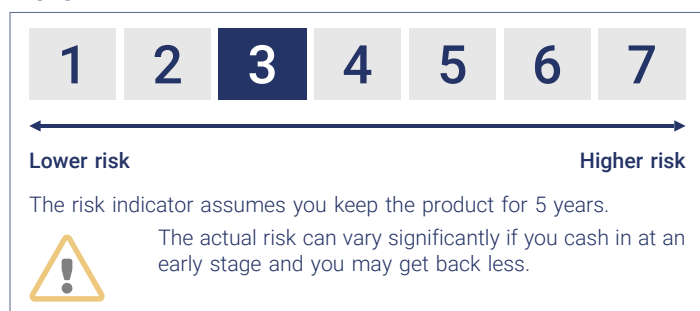 1 2 3 4 5 6 7
Lower risk Higher risk
The risk indicator assumes you keep the product for 5 years.
The actual risk can vary significantly if you cash in at an
early stage and you may get back less.